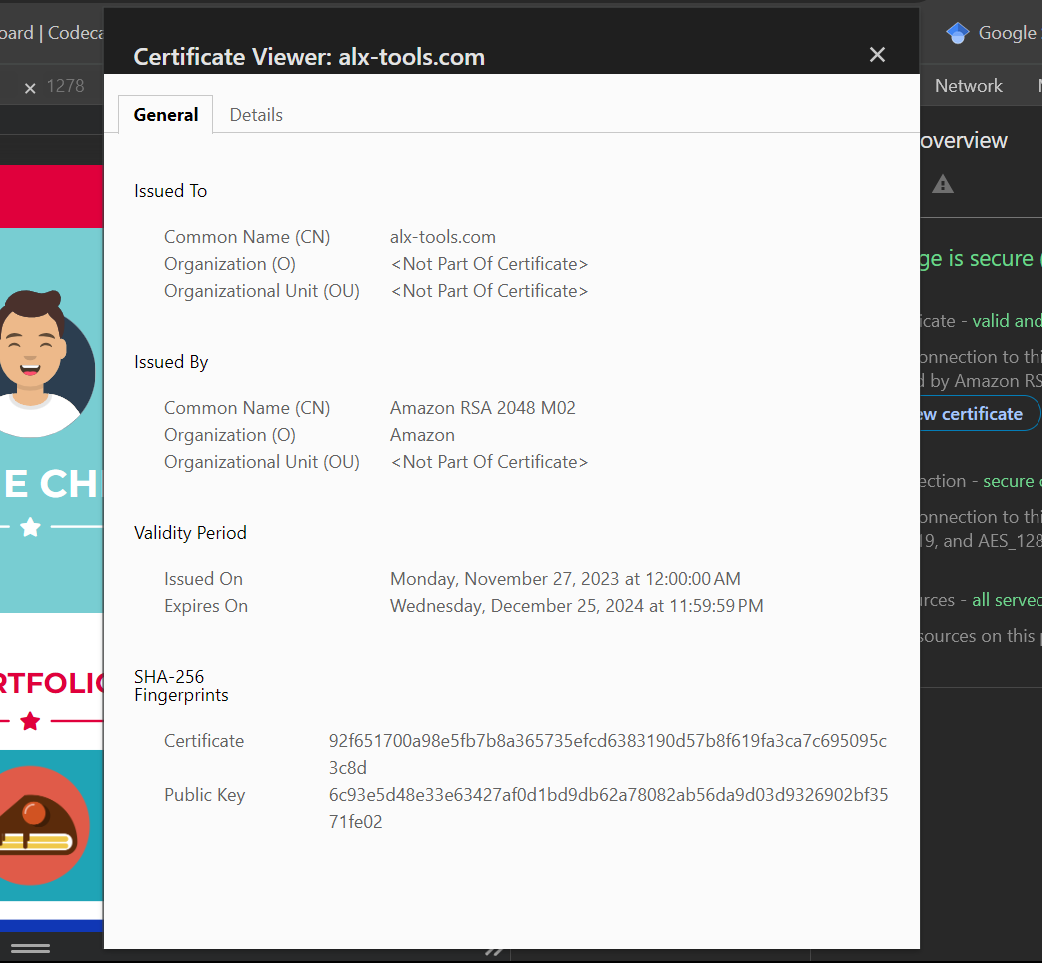 oard | Codeca
Google
1278
Network
Certificate Viewer: alx-tools.com
General
Details
Issued To
Common Name (CN) alx-tools.com
Organization (O) <Not Part Of Certificate>
Organizational Unit (OU) <Not Part Of Certificate>
Issued By
Common Name (CN) Amazon RSA 2048 M02
Organization (O) Amazon
Organizational Unit (OU) <Not Part Of Certificate>
Validity Period
Issued On Monday, November 27, 2023 at 12:00:00 AM
Expires On Wednesday, December 25, 2024 at 11:59:59 PM
SHA-256
Fingerprints
Certificate 92f651700a98e5fb7b8a365735efcd6383190d57b8f619fa3ca7c695095c
3c8d
Public Key 6c93e5d48e33e63427af0d1bd9db62a78082ab56da9d03d9326902bf35
71fe02
E CH
RTFOLIO
overview
ge is secure (
icate - valid and
onnection to thi
d by Amazon RS
ew certificate
ection - secure c
onnection to thi
19, and AES_128
urces - all served
sources on this p